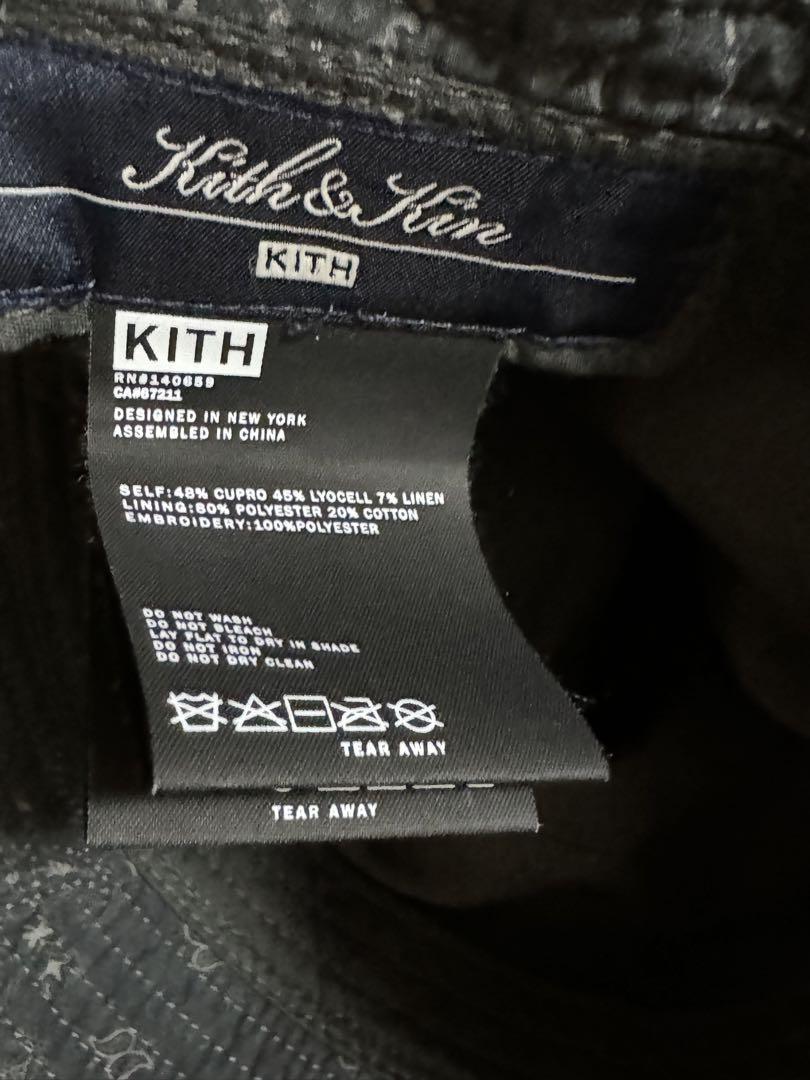 Kith & Kin
KITH
KITH
RN#140659
CA#67211
DESIGNED IN NEW YORK
ASSEMBLED IN CHINA
SELF:48% CUPRO 45% LYOCELL 7% LINEN
LINING:80% POLYESTER 20% COTTON
EMBROIDERY:100%POLYESTER
DO NOT WASH
DO NOT BLEACH
LAY FLAT TO DRY IN SHADE
DO NOT IRON
DO NOT DRY CLEAN
TEAR AWAY
TEAR AWAY